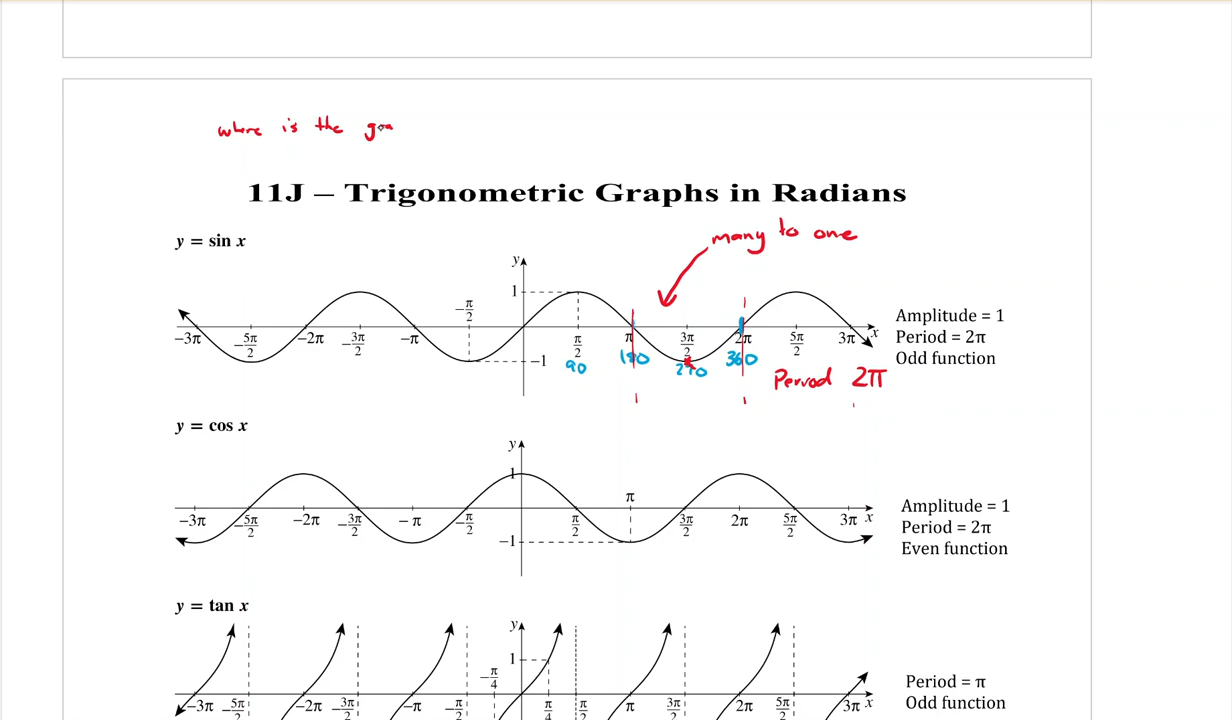 where is the
11J – Trigonometric Graphs in Radians
many to one
y = sin x
y
1
-π/2
-3π -5π/2 -2π -3π/2 -π π/2 π 3π/2 2π 5π/2 3π x
-1
90 180 270 360
Period 2π
Amplitude = 1
Period = 2π
Odd function
y = cos x
y
1
π
-3π -5π/2 -2π -3π/2 -π -π/2 π/2 3π/2 2π 5π/2 3π x
-1
Amplitude = 1
Period = 2π
Even function
y = tan x
y
1
-π/4
-3π -5π/2 -2π -3π/2 -π -π/2 π/4 π/2 π 3π/2 2π 5π/2 3π x
Period = π
Odd function